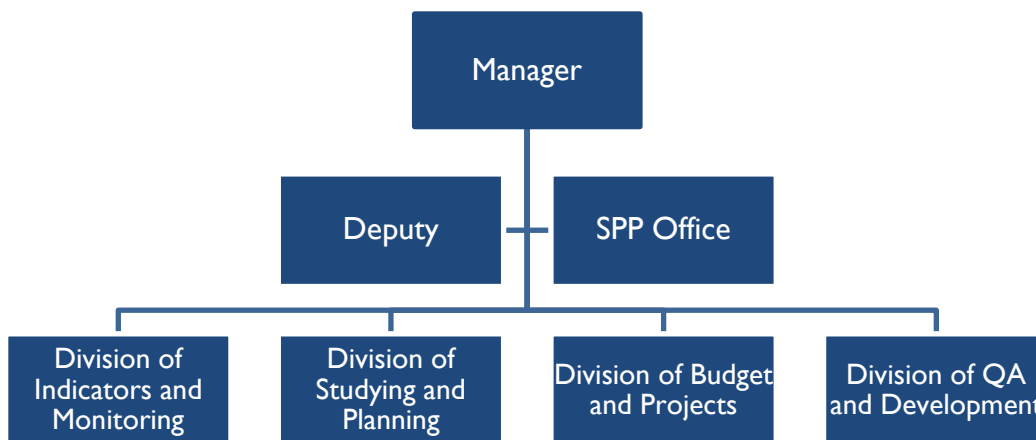 Manager
Deputy
SPP Office
Division of
Indicators and
Monitoring
Division of
Studying and
Planning
Division of Budget
and Projects
Division of QA
and Development